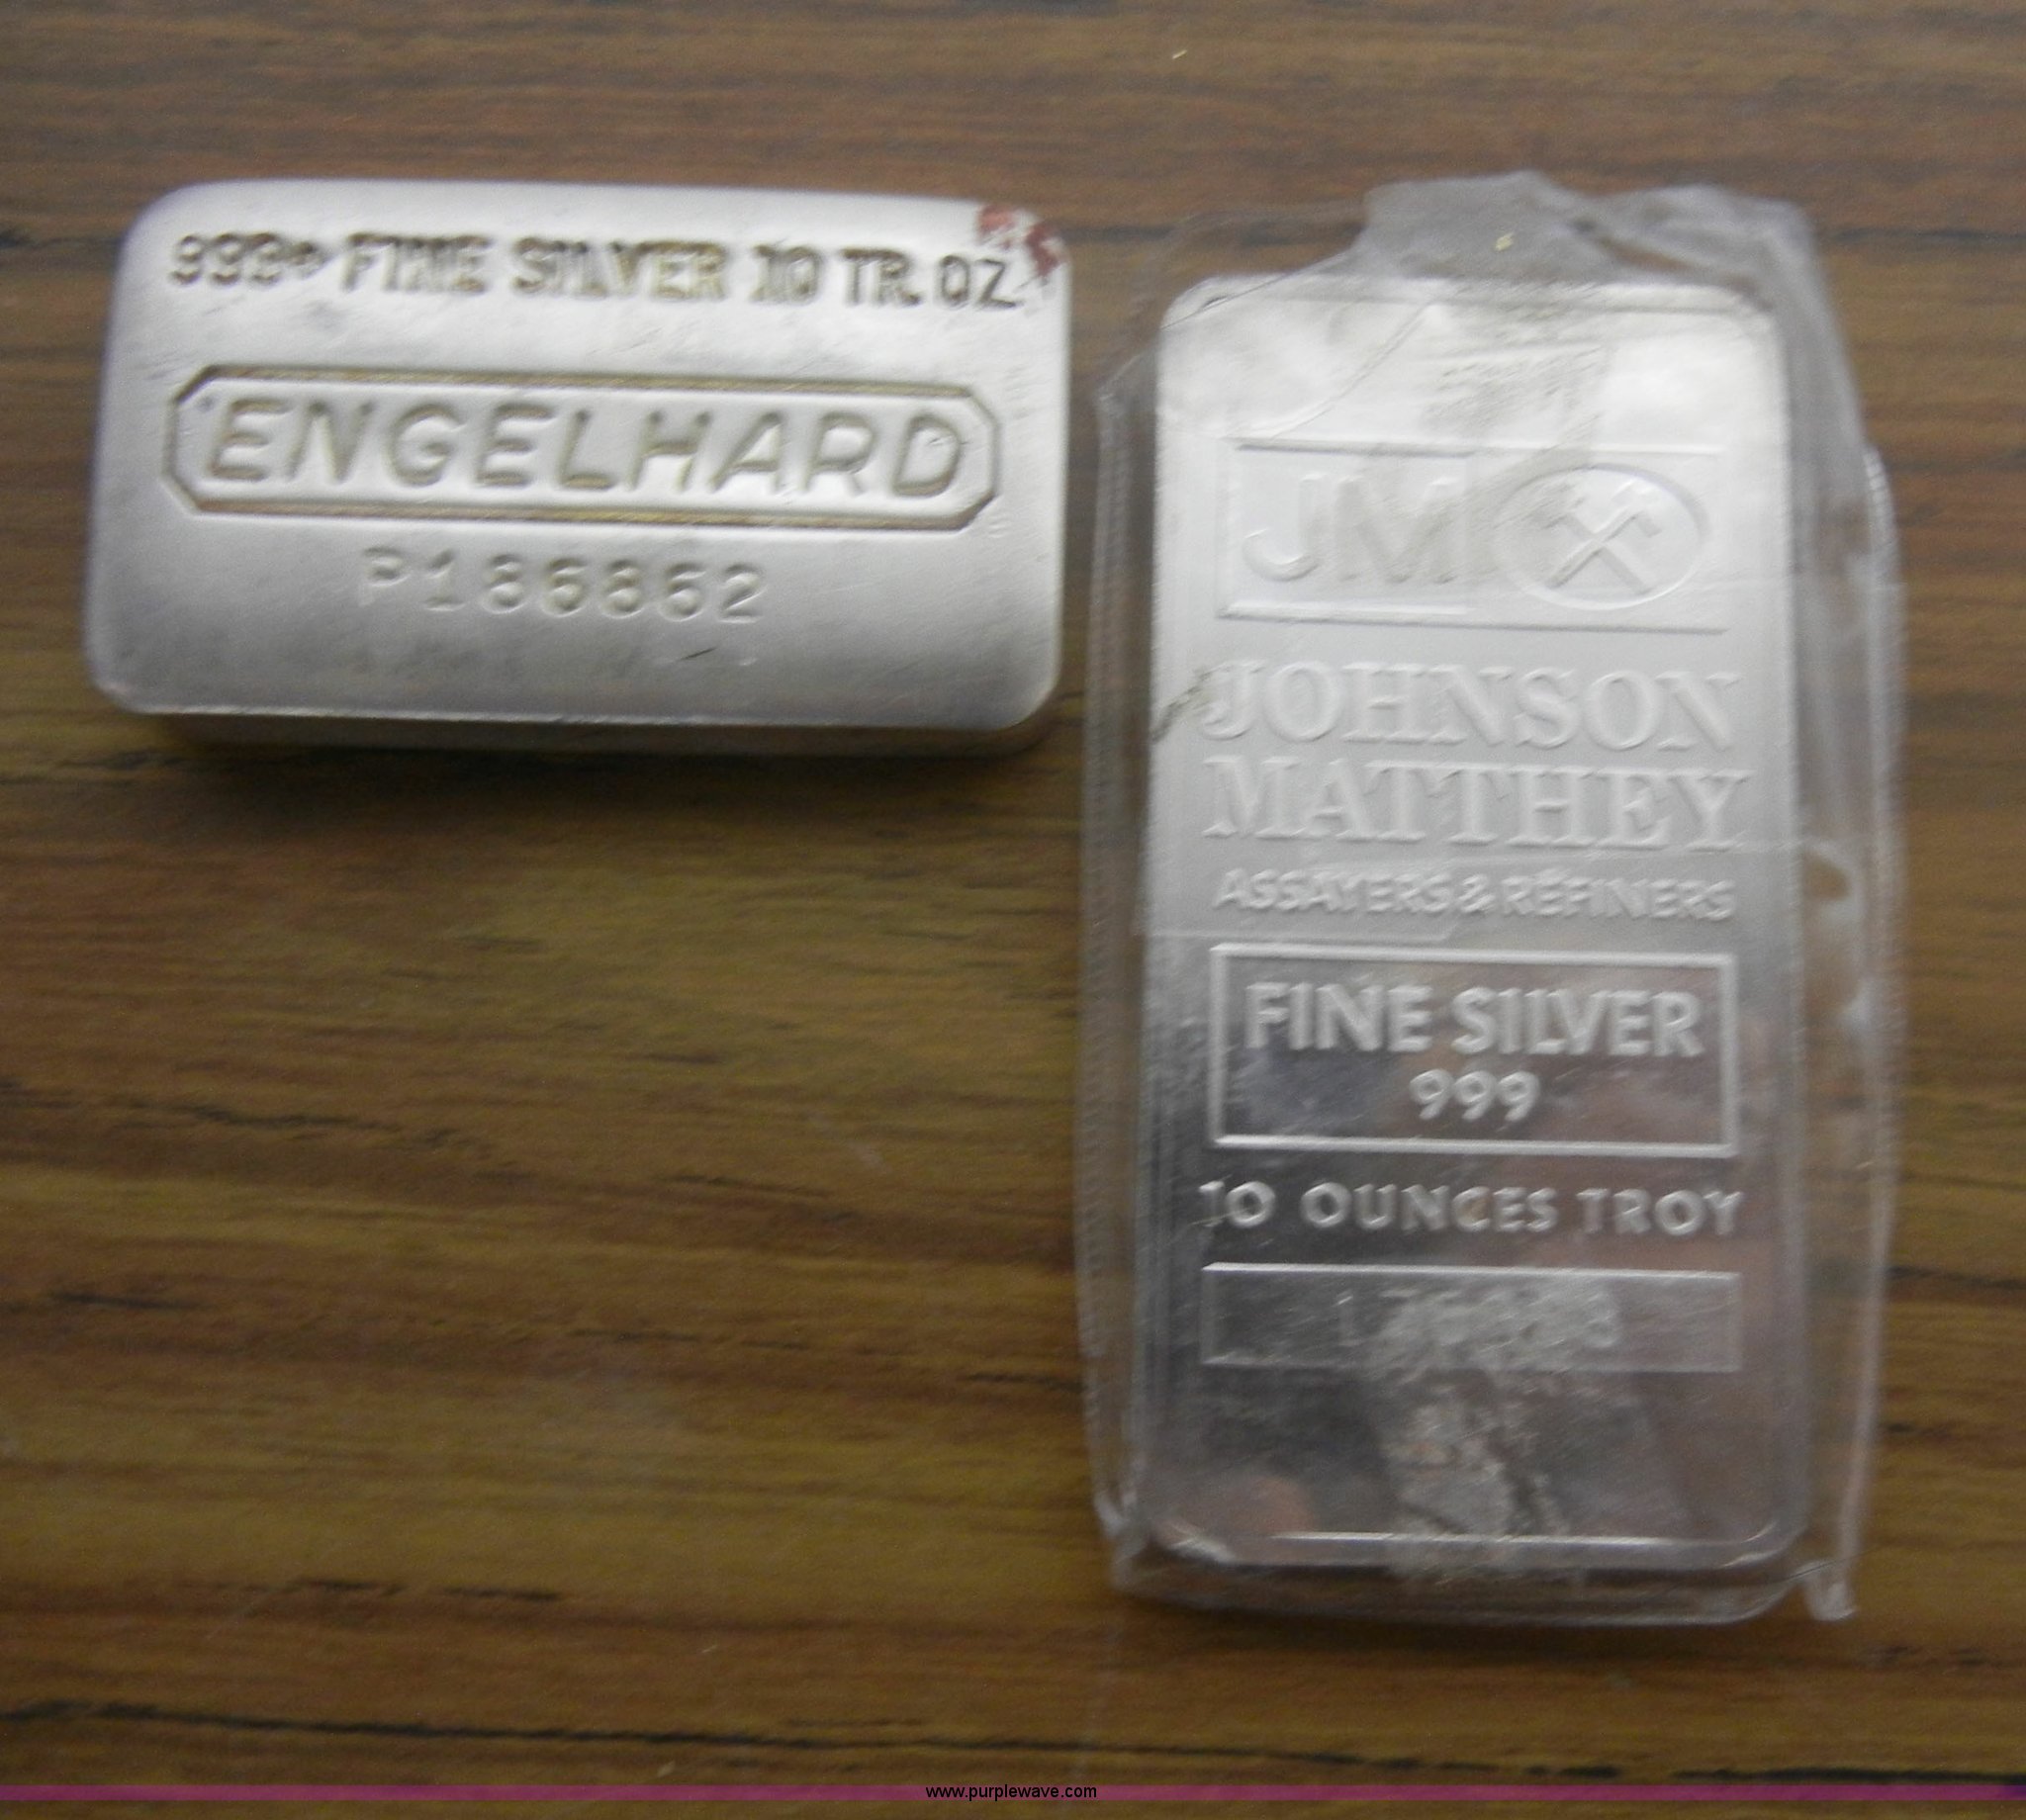 999+ FINE SILVER 10 TR. OZ.
ENGELHARD
P186862
JM
JOHNSON
MATTHEY
ASSAYERS & REFINERS
FINE SILVER
999
10 OUNCES TROY
www.purplewave.com